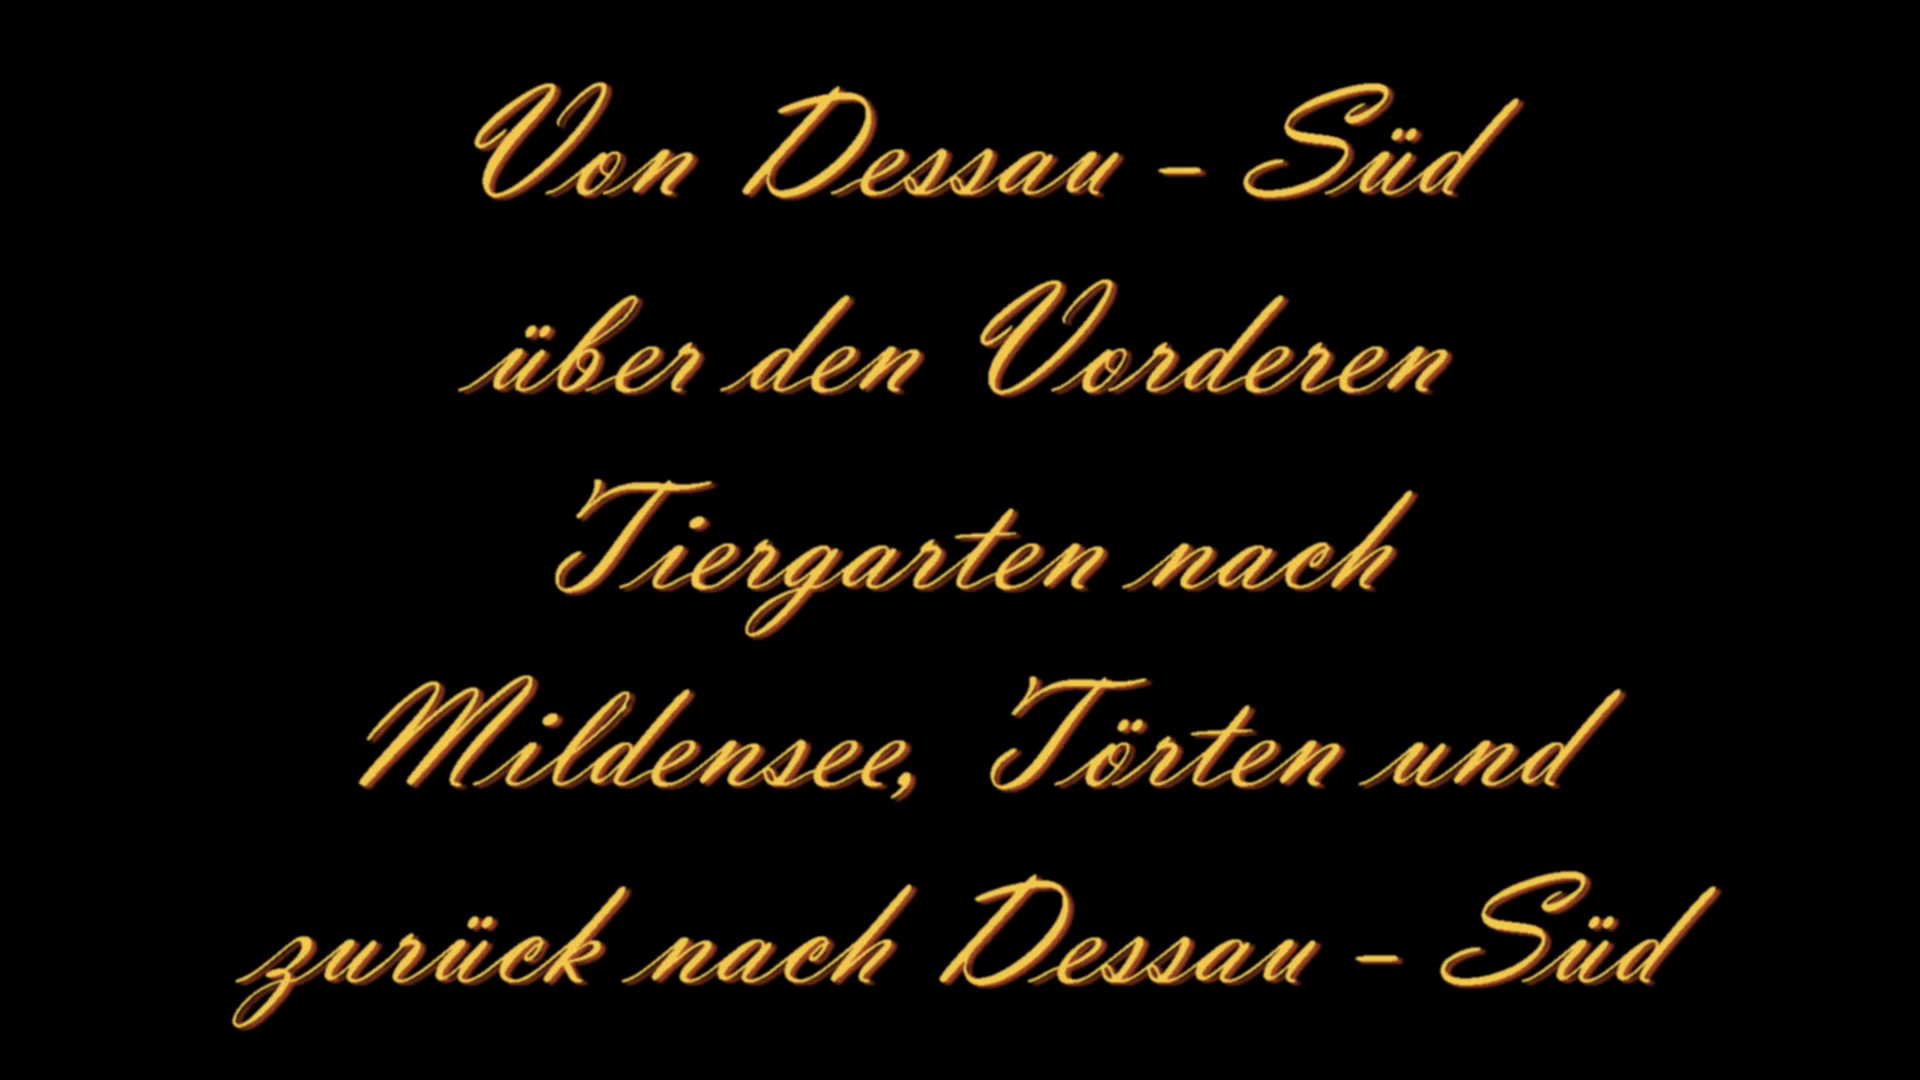 Von Dessau - Süd
über den Vorderen
Tiergarten nach
Mildensee, Törten und
zurück nach Dessau - Süd